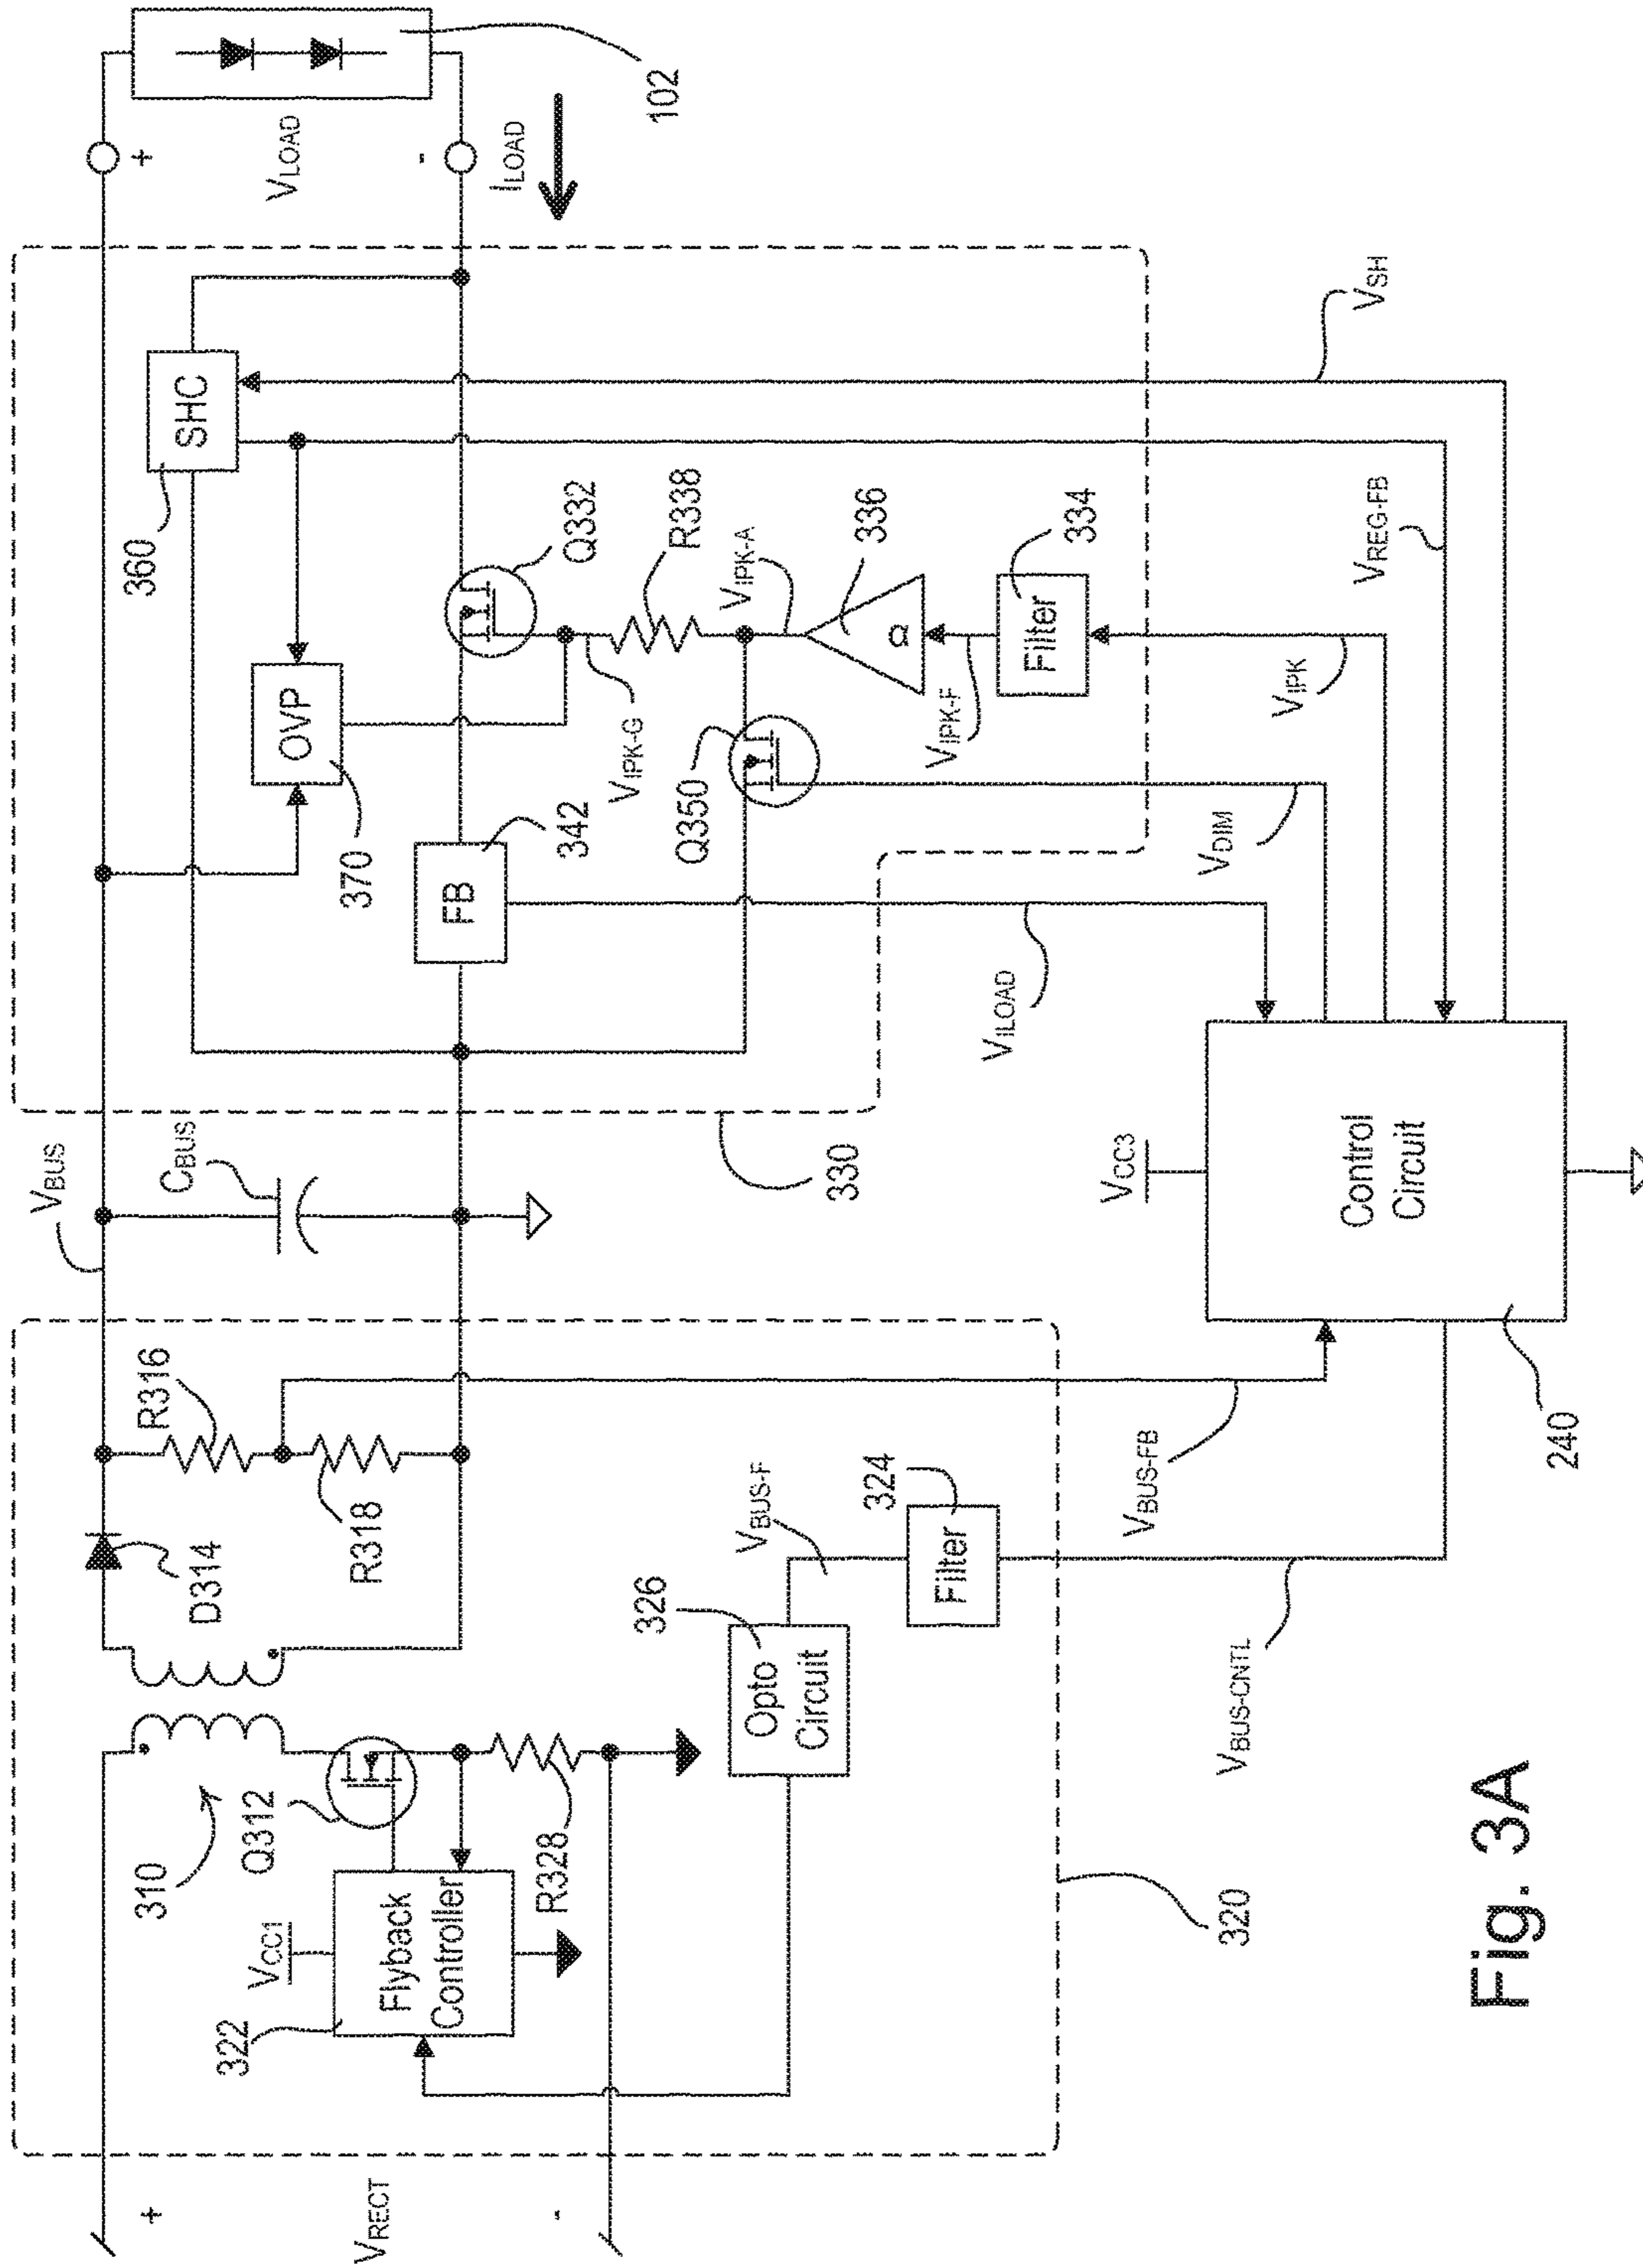 VRECT
+
-
310
Q312
VCC1
322
Flyback
Controller
R328
D314
R316
R318
326
Opto
Circuit
VBUS-F
324
Filter
320
VBUS-FB
VBUS-CNTL
VBUS
CBUS
330
VCC3
Control
Circuit
240
360
SHC
OVP
370
FB
342
Q332
VIPK-G
R338
VIPK-A
Q350
336
α
VIPK-F
334
Filter
VILOAD
VDIM
VIPK
VREG-FB
VSH
+
VLOAD
-
ILOAD
102
Fig. 3A